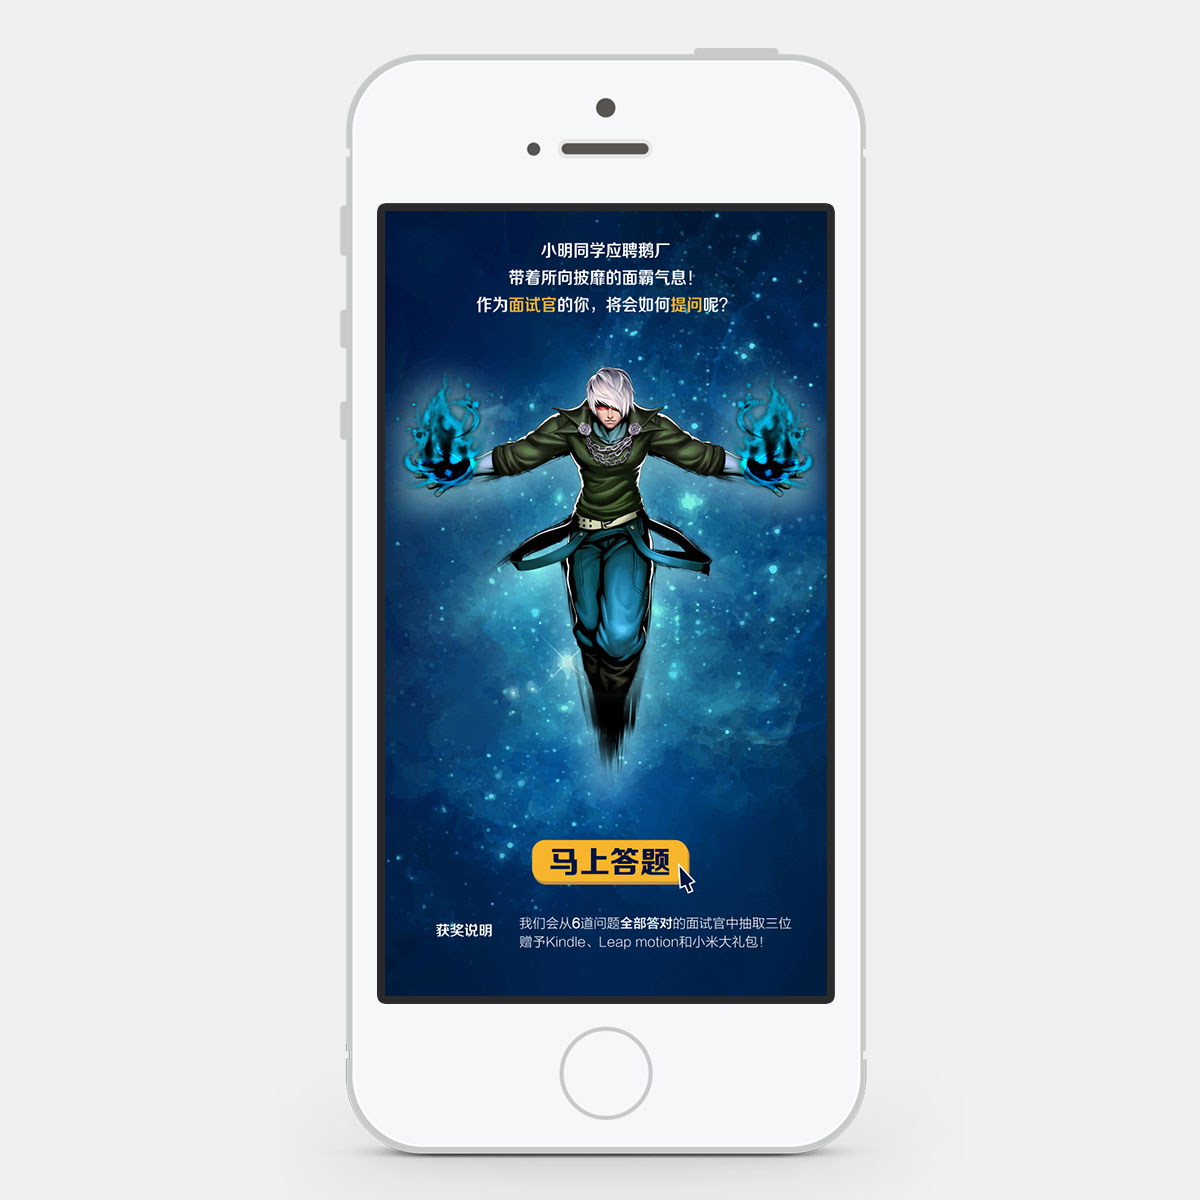 小明同学应聘鹅厂
带着所向披靡的面霸气息！
作为面试官的你，将会如何提问呢？
马上答题
获奖说明
我们会从6道问题全部答对的面试官中抽取三位
赠予Kindle、Leap motion和小米大礼包！